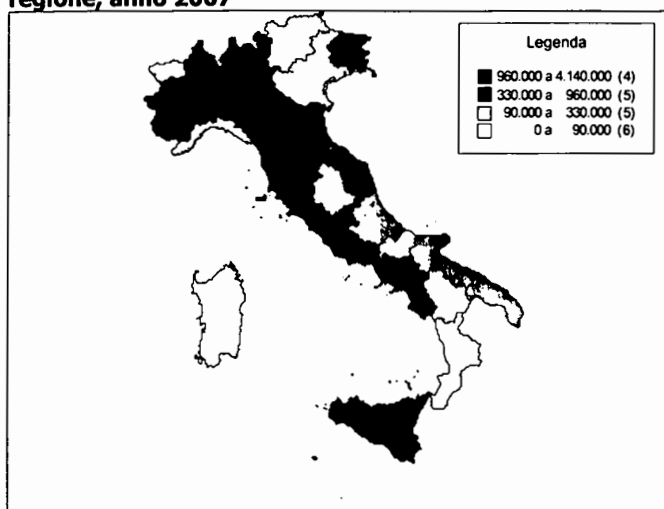 regione, anno 2007
Legenda
960.000 a 4.140.000 (4)
330.000 a 960.000 (5)
90.000 a 330.000 (5)
0 a 90.000 (6)